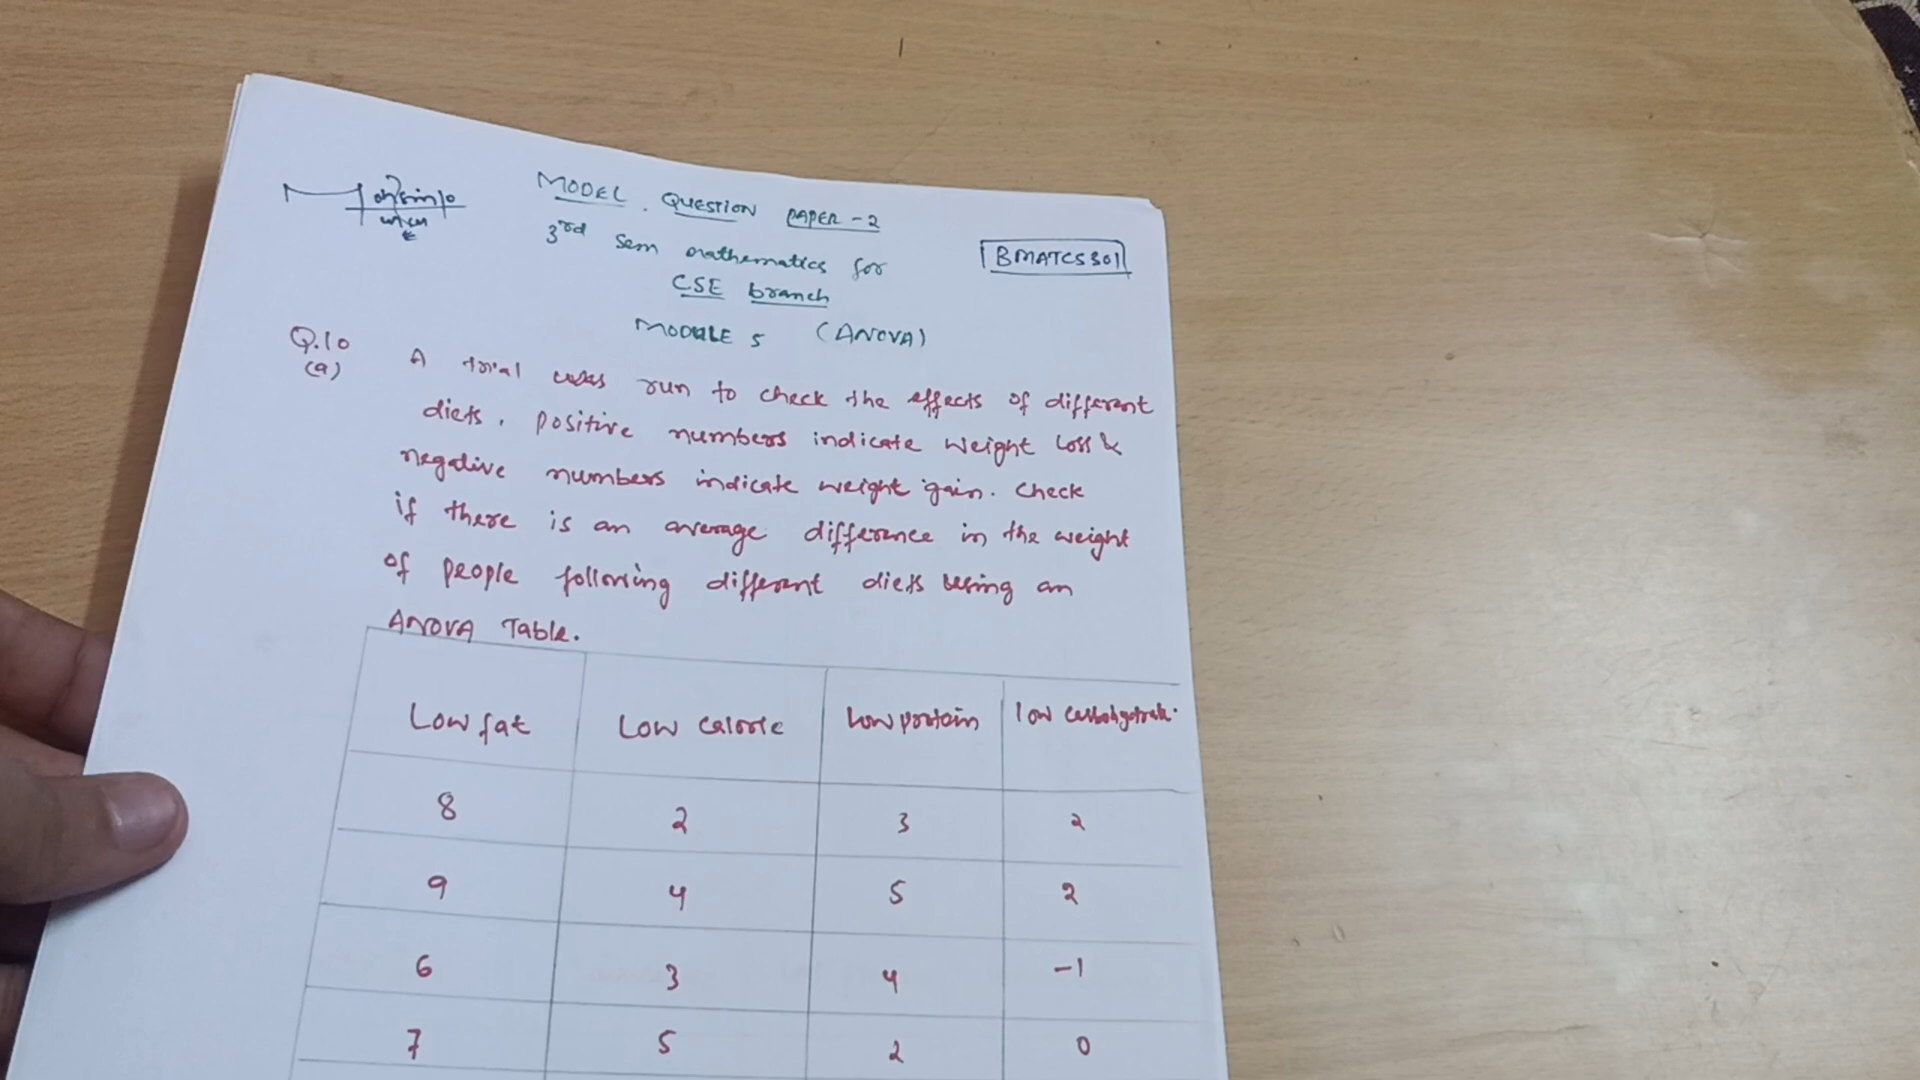 MODEL. QUESTION PAPER-2
3rd Sem mathematics for
BMATCS301
CSE branch
MODULE 5 (ANOVA)
Q.10
(a)
A trial was run to check the effects of different
diets. positive numbers indicate weight loss &
negative numbers indicate weight gain. check
if there is an average difference in the weight
of people following different diets using an
ANOVA Table.
Low fat Low calorie Low protein low carbohydrate.
8 2 3 2
9 4 5 2
6 3 4 -1
7 5 2 0